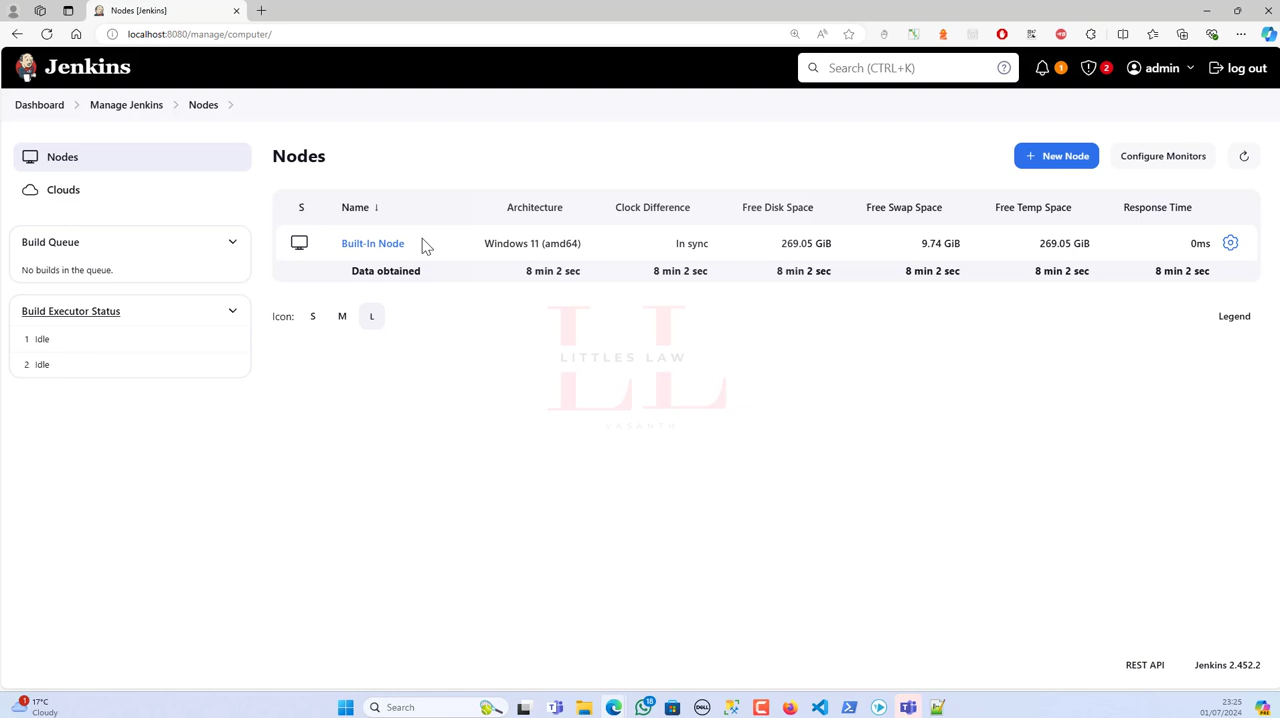 Nodes [Jenkins]
localhost:8080/manage/computer/
Jenkins
Search (CTRL+K)
1
2
admin
log out
Dashboard
Manage Jenkins
Nodes
Nodes
Clouds
Build Queue
No builds in the queue.
Build Executor Status
1 Idle
2 Idle
Nodes
+ New Node
Configure Monitors
S Name ↓ Architecture Clock Difference Free Disk Space Free Swap Space Free Temp Space Response Time
Built-In Node Windows 11 (amd64) In sync 269.05 GiB 9.74 GiB 269.05 GiB 0ms
Data obtained 8 min 2 sec 8 min 2 sec 8 min 2 sec 8 min 2 sec 8 min 2 sec 8 min 2 sec
Icon: S M L
Legend
LL
LITTLES LAW
VASANTH
REST API
Jenkins 2.452.2
1
17°C
Cloudy
Search
18
DELL
23:25
01/07/2024